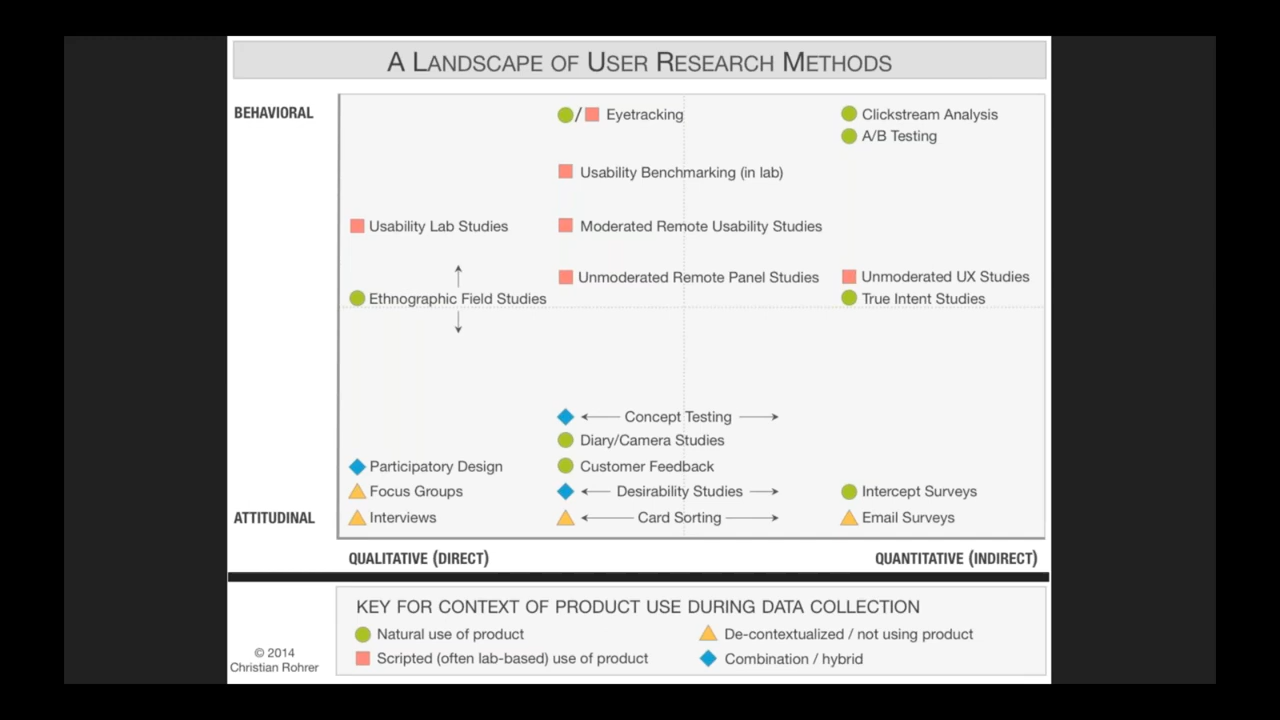 A LANDSCAPE OF USER RESEARCH METHODS
BEHAVIORAL
/ Eyetracking
Clickstream Analysis
A/B Testing
Usability Benchmarking (in lab)
Usability Lab Studies
Moderated Remote Usability Studies
Unmoderated Remote Panel Studies
Unmoderated UX Studies
Ethnographic Field Studies
True Intent Studies
Concept Testing
Diary/Camera Studies
Participatory Design
Customer Feedback
Focus Groups
Desirability Studies
Intercept Surveys
ATTITUDINAL
Interviews
Card Sorting
Email Surveys
QUALITATIVE (DIRECT)
QUANTITATIVE (INDIRECT)
KEY FOR CONTEXT OF PRODUCT USE DURING DATA COLLECTION
Natural use of product
De-contextualized / not using product
Scripted (often lab-based) use of product
Combination / hybrid
© 2014
Christian Rohrer